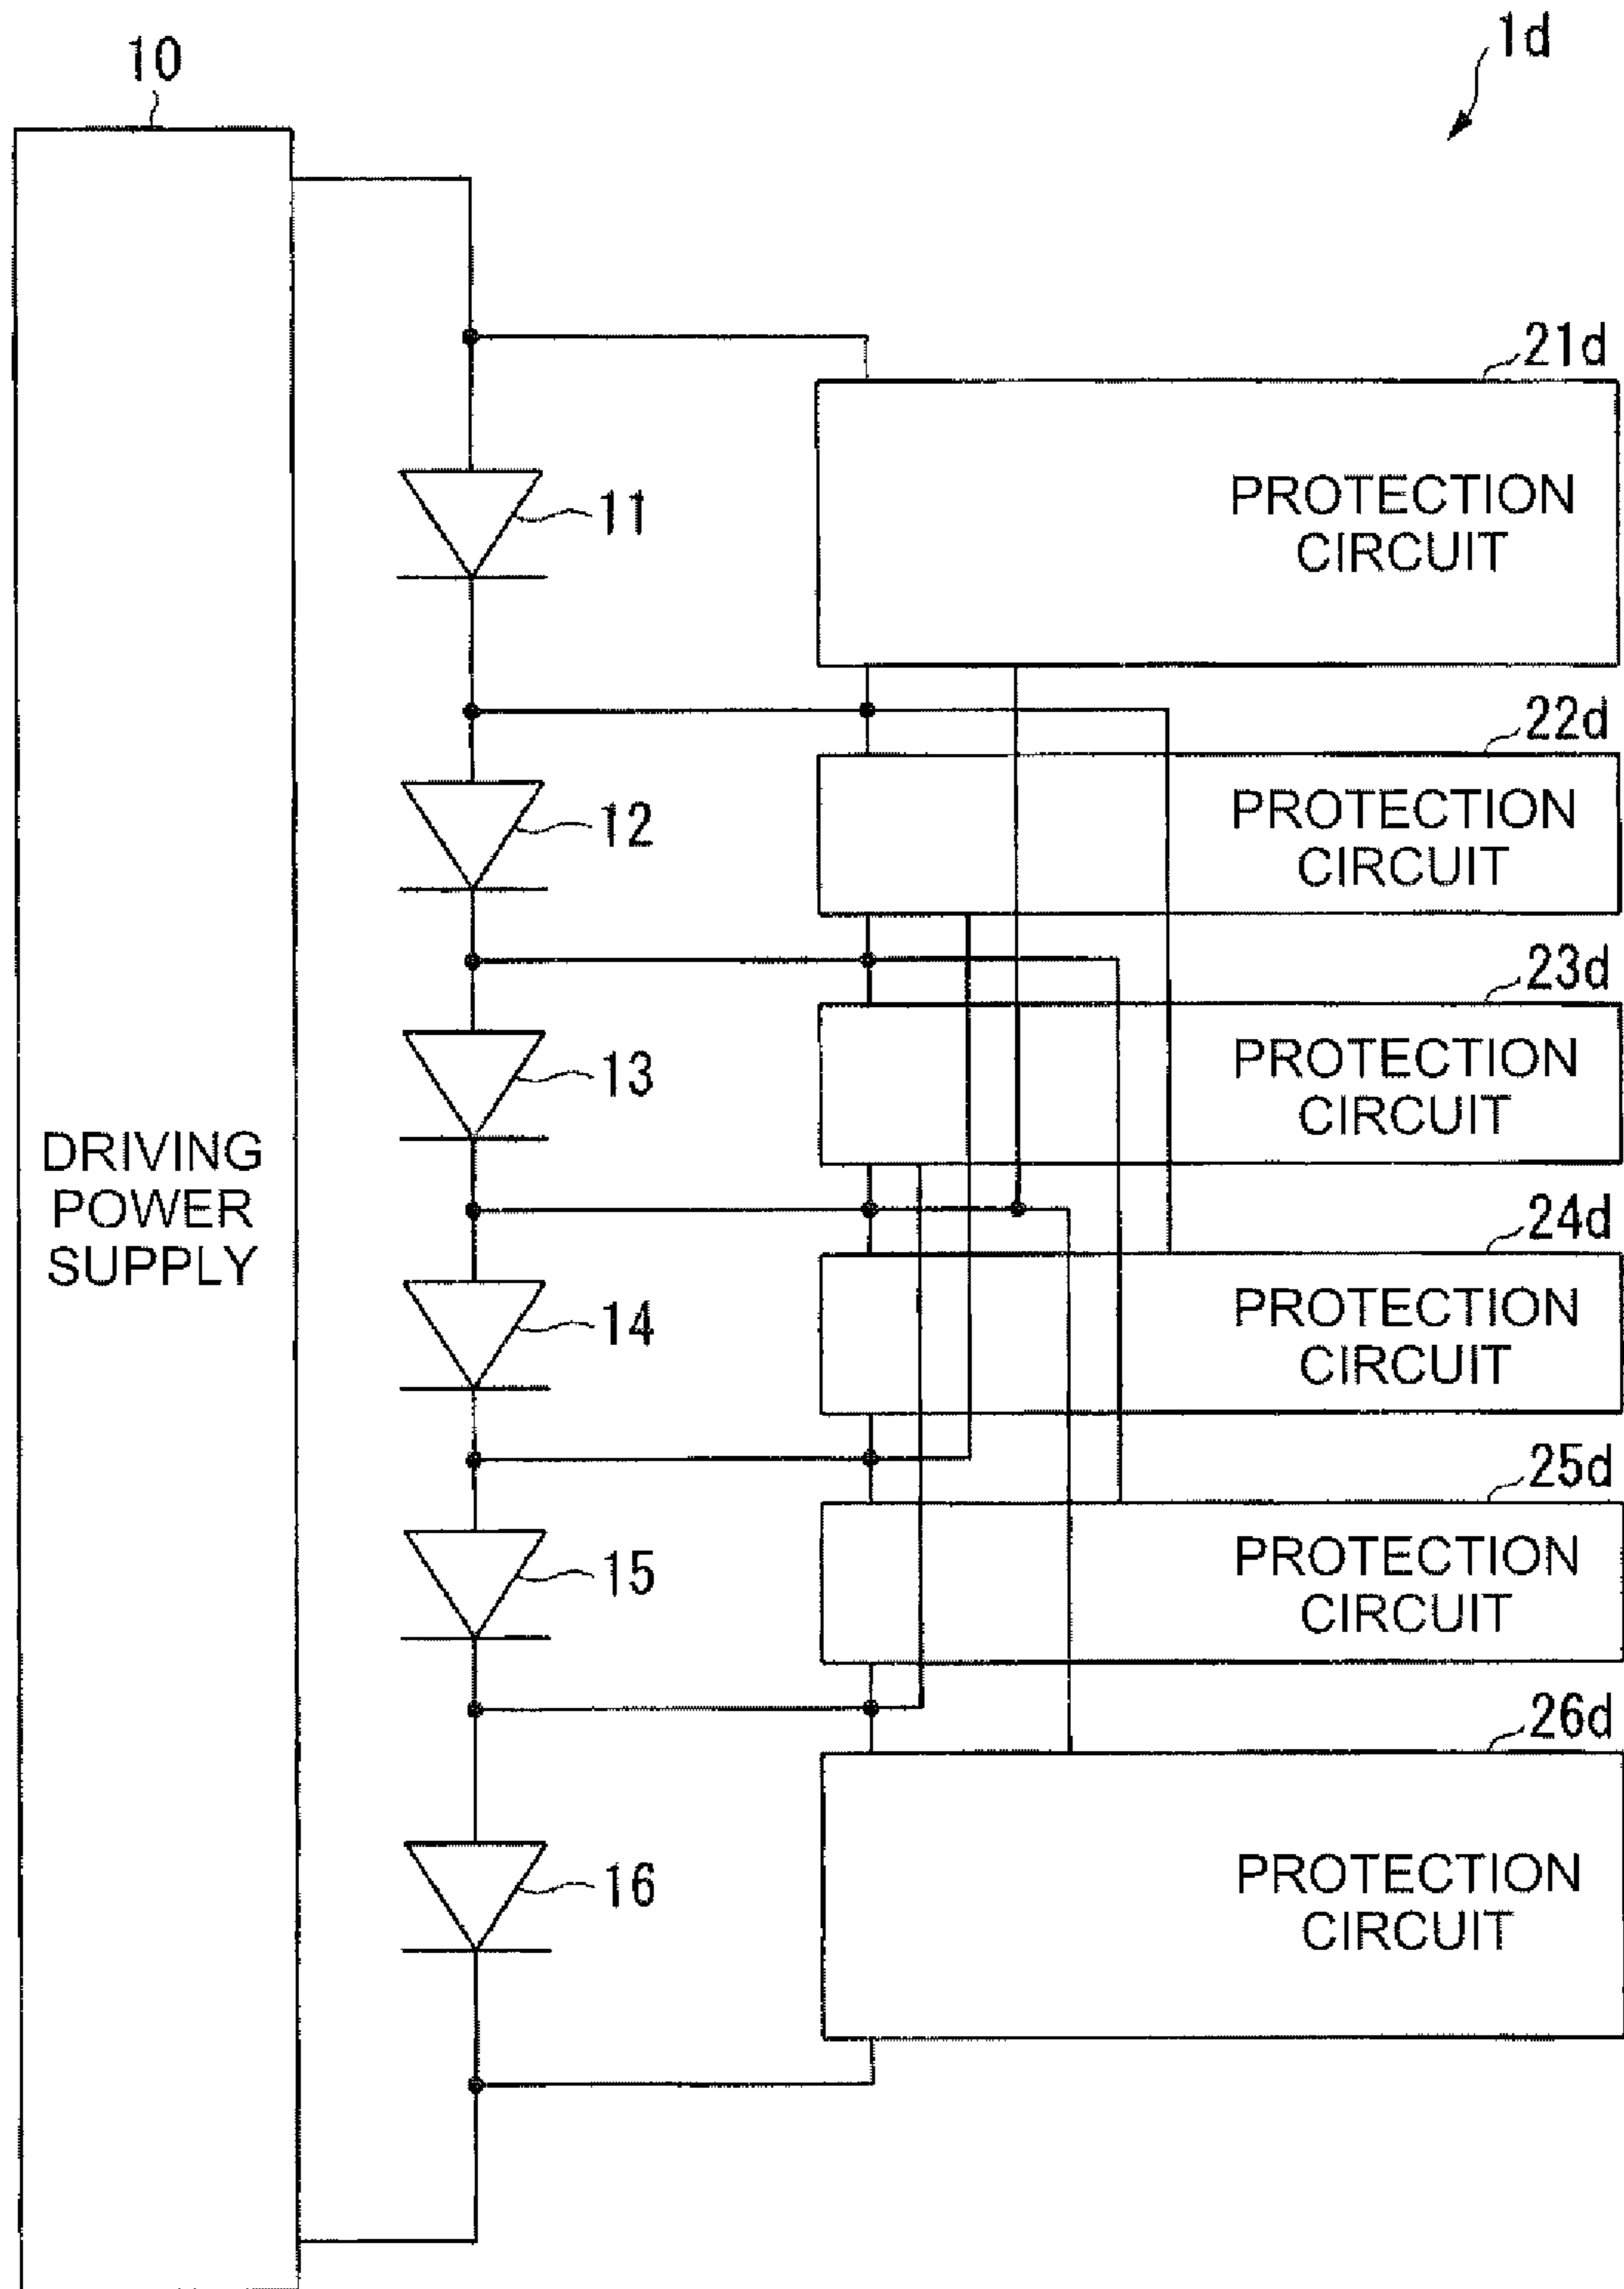 1d
10
21d
PROTECTION
CIRCUIT
11
22d
PROTECTION
CIRCUIT
12
23d
PROTECTION
CIRCUIT
13
DRIVING
POWER
SUPPLY
24d
PROTECTION
CIRCUIT
14
25d
PROTECTION
CIRCUIT
15
26d
PROTECTION
CIRCUIT
16